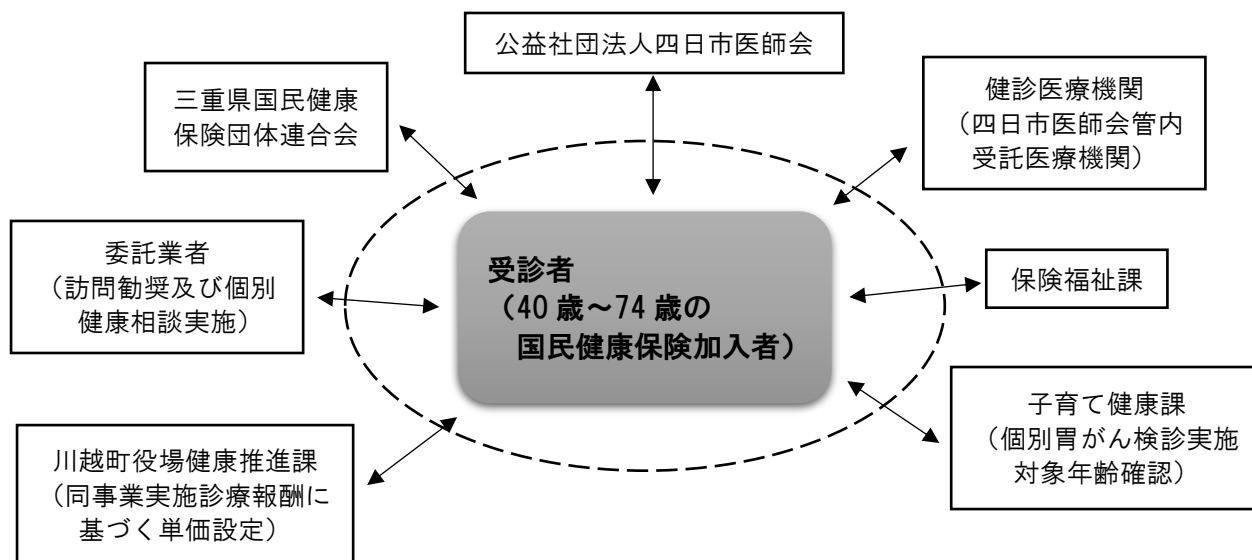 公益社団法人四日市医師会
三重県国民健康
保険団体連合会
健診医療機関
（四日市医師会管内
受託医療機関）
委託業者
（訪問勧奨及び個別
健康相談実施）
受診者
（40歳～74歳の
国民健康保険加入者）
保険福祉課
川越町役場健康推進課
（同事業実施診療報酬に
基づく単価設定）
子育て健康課
（個別胃がん検診実施
対象年齢確認）